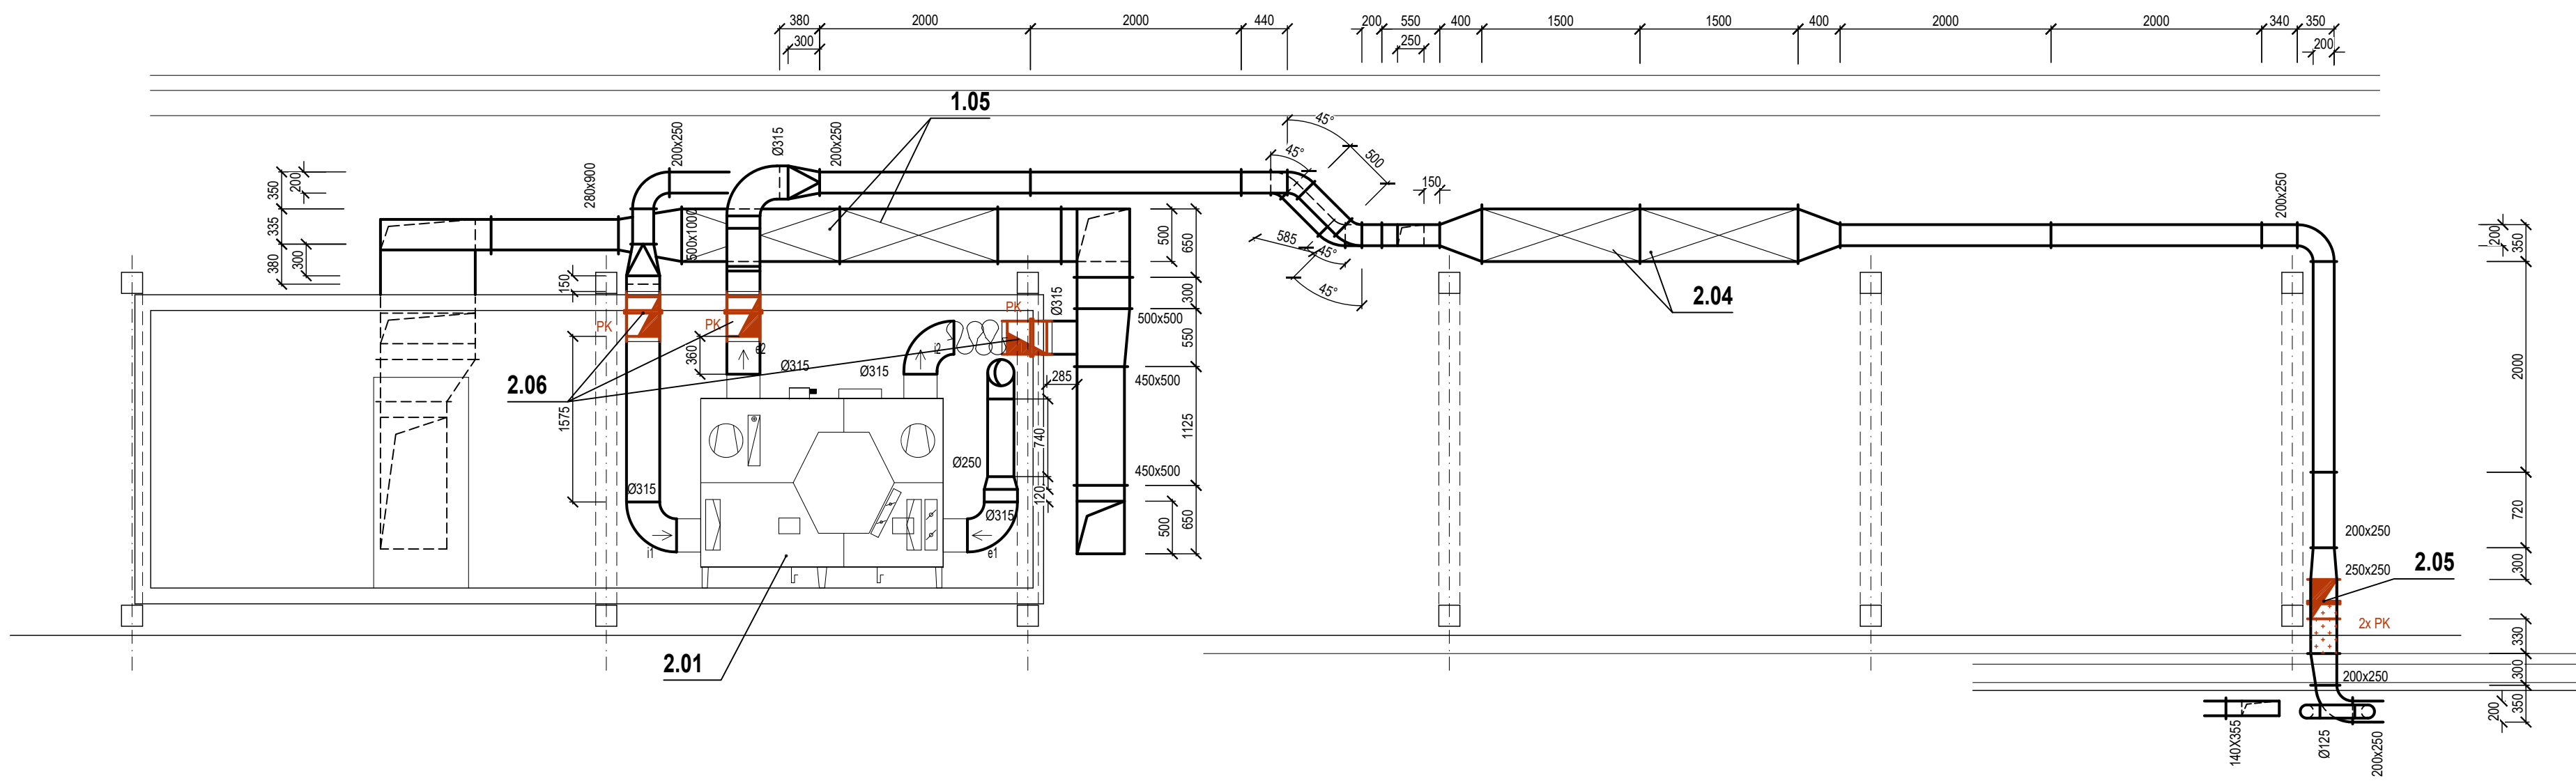 380 2000 2000 440 200 550 400 1500 1500 400 2000 2000 340 350
300 250 200
1.05
45°
45° 500
Ø315
200x250 200x250
280x900
350 200
335
380 300
500x1000
150
150
500 650
300
585 45°
45°
200x250
200 350
2.04
PK PK PK
Ø315
500x500
550
360 e2 i2
Ø315 Ø315
285
450x500
2.06
1575
740
1125
2000
Ø250
450x500
Ø315 120
Ø315
i1 e1
500 650
720
200x250
300
250x250 2.05
2x PK
330
2.01
300
200x250
200 350
140X355
Ø125
200x250